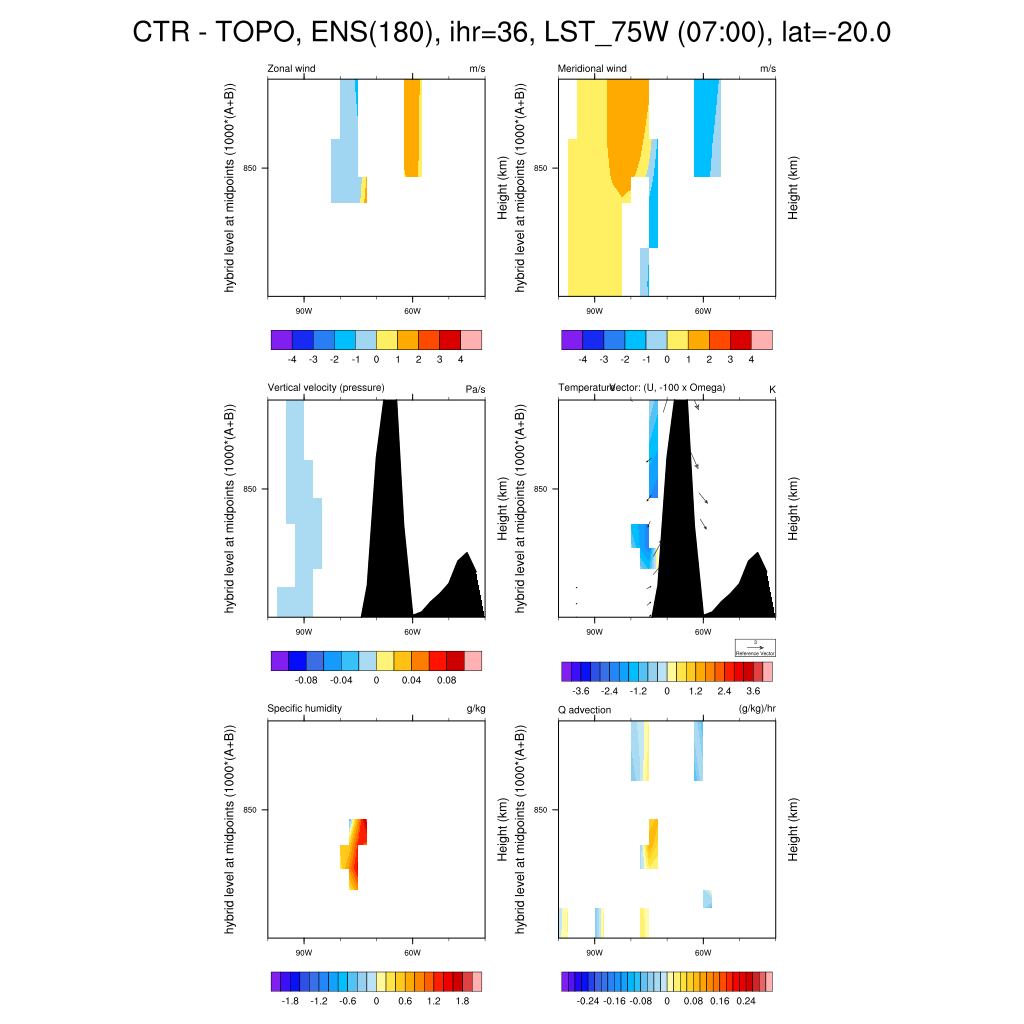 CTR - TOPO, ENS(180), ihr=36, LST_75W (07:00), lat=-20.0
Zonal wind m/s
hybrid level at midpoints (1000*(A+B))
850
Height (km)
90W 60W
-4 -3 -2 -1 0 1 2 3 4
Meridional wind m/s
hybrid level at midpoints (1000*(A+B))
850
Height (km)
90W 60W
-4 -3 -2 -1 0 1 2 3 4
Vertical velocity (pressure) Pa/s
hybrid level at midpoints (1000*(A+B))
850
Height (km)
90W 60W
-0.08 -0.04 0 0.04 0.08
Temperature Vector: (U, -100 x Omega) K
hybrid level at midpoints (1000*(A+B))
850
Height (km)
90W 60W
3
Reference Vector
-3.6 -2.4 -1.2 0 1.2 2.4 3.6
Specific humidity g/kg
hybrid level at midpoints (1000*(A+B))
850
Height (km)
90W 60W
-1.8 -1.2 -0.6 0 0.6 1.2 1.8
Q advection (g/kg)/hr
hybrid level at midpoints (1000*(A+B))
850
Height (km)
90W 60W
-0.24 -0.16 -0.08 0 0.08 0.16 0.24